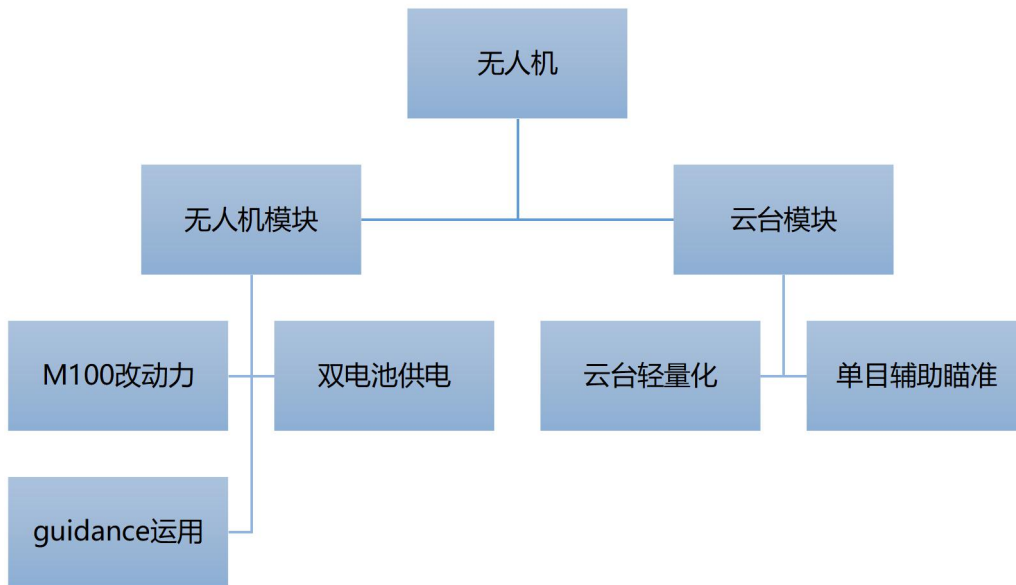 无人机
无人机模块
云台模块
M100改动力
双电池供电
云台轻量化
单目辅助瞄准
guidance运用